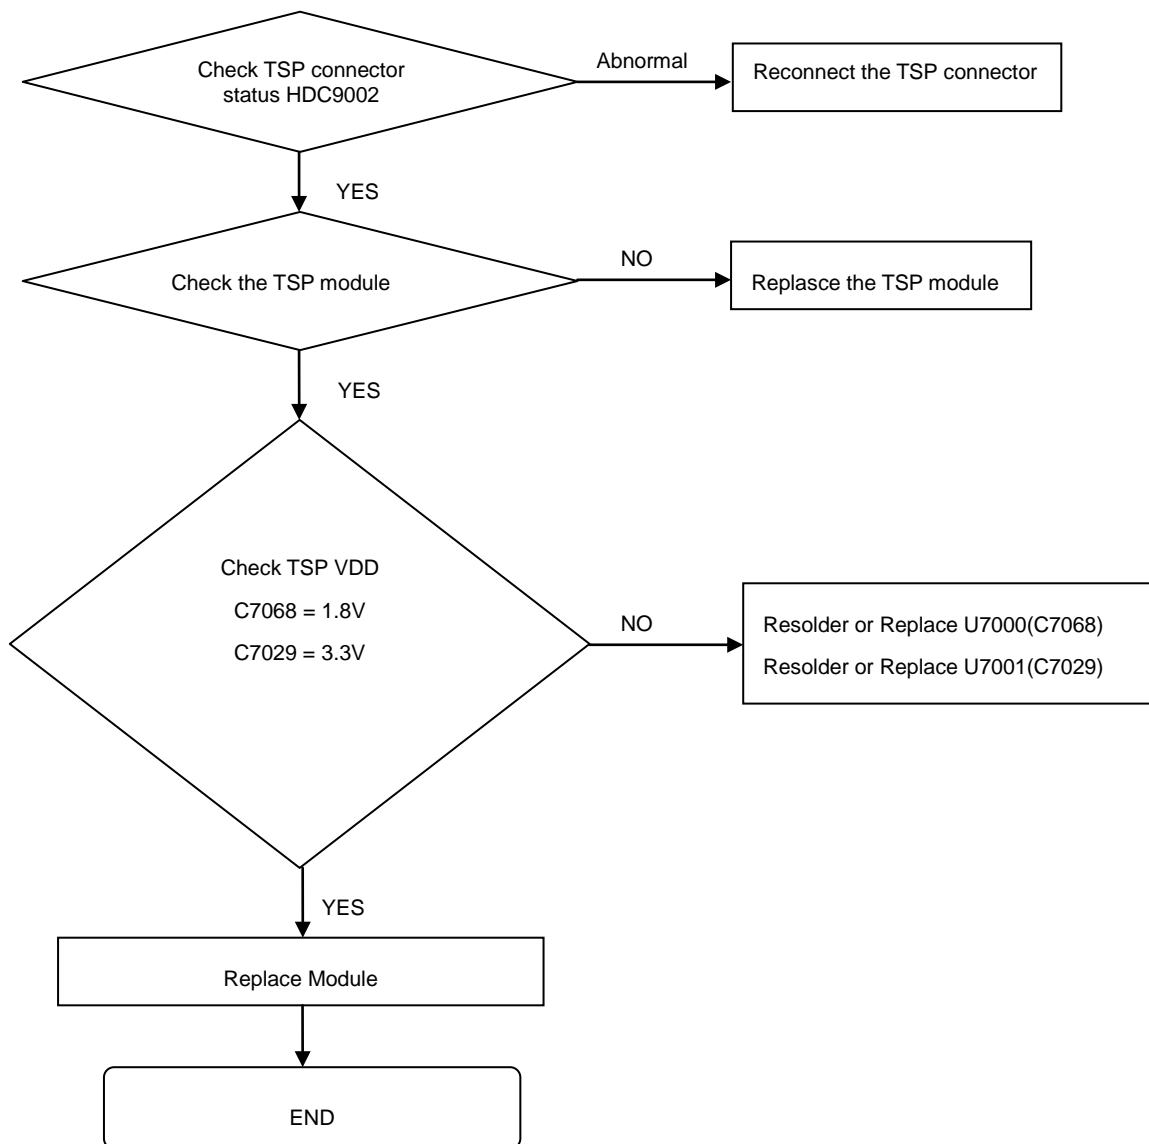 Check TSP connector
status HDC9002
Abnormal
Reconnect the TSP connector
YES
Check the TSP module
NO
Replasce the TSP module
YES
Check TSP VDD
C7068 = 1.8V
C7029 = 3.3V
NO
Resolder or Replace U7000(C7068)
Resolder or Replace U7001(C7029)
YES
Replace Module
END